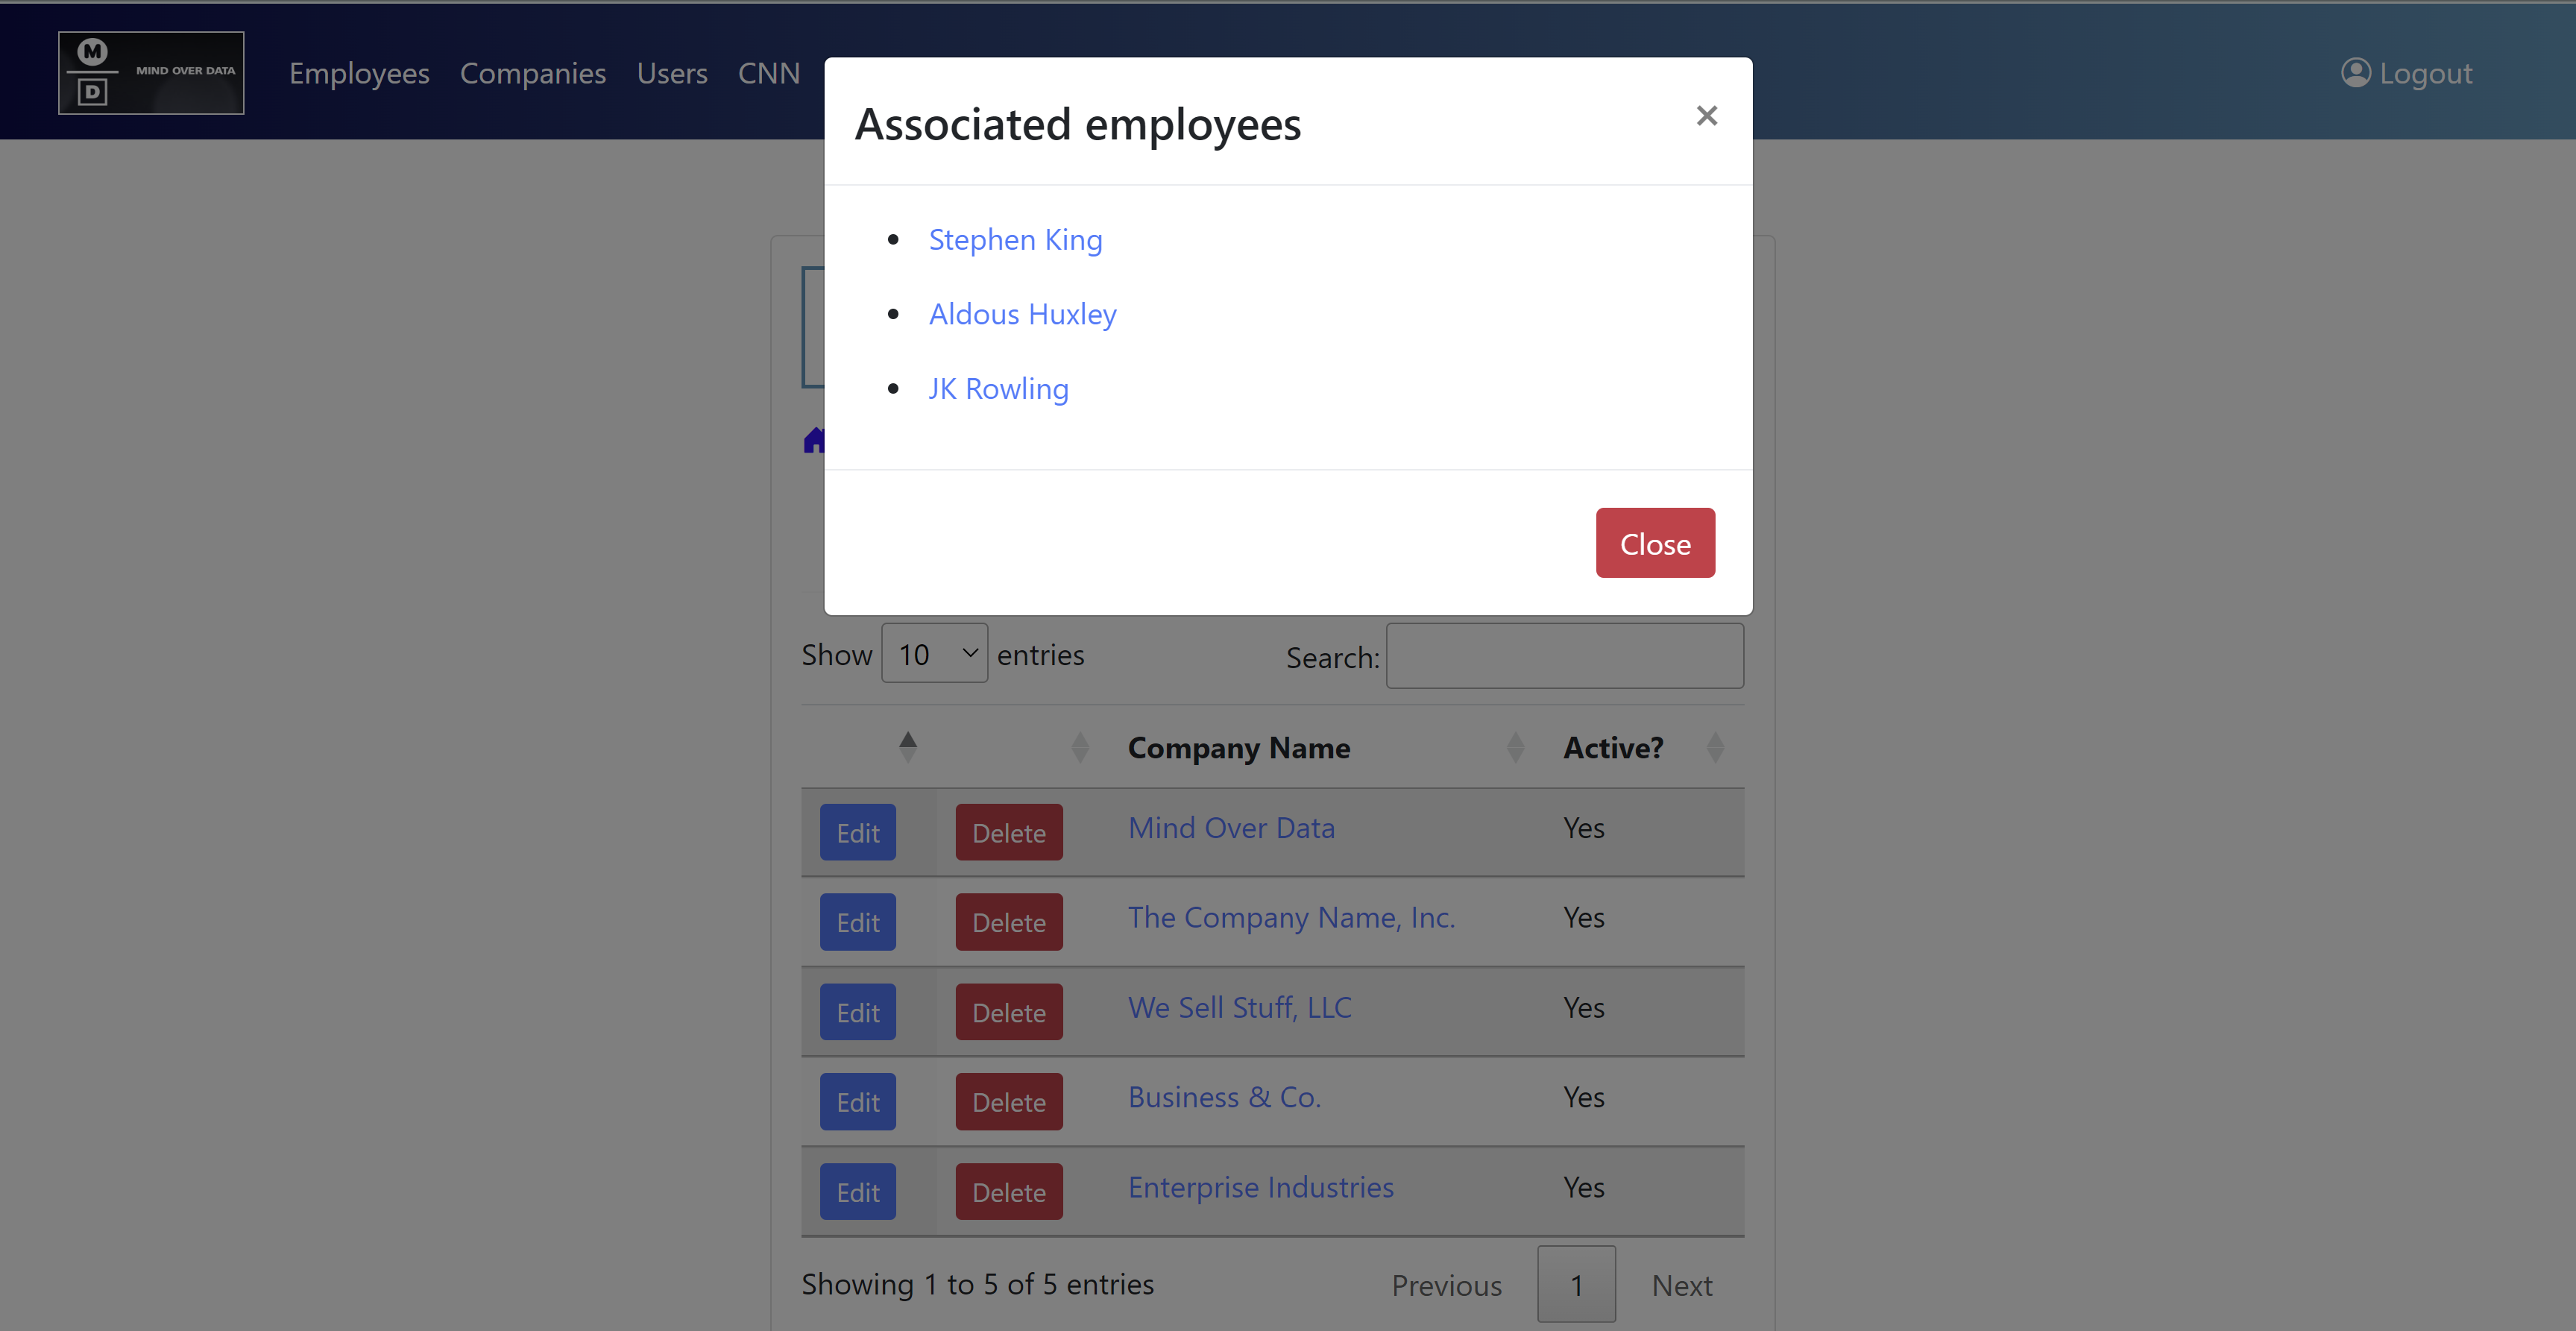 M
D
MIND OVER DATA
Employees Companies Users CNN
Logout
Associated employees
×
Stephen King
Aldous Huxley
JK Rowling
Close
Show 10 entries
Search:
Company Name Active?
Edit Delete Mind Over Data Yes
Edit Delete The Company Name, Inc. Yes
Edit Delete We Sell Stuff, LLC Yes
Edit Delete Business & Co. Yes
Edit Delete Enterprise Industries Yes
Showing 1 to 5 of 5 entries
Previous 1 Next